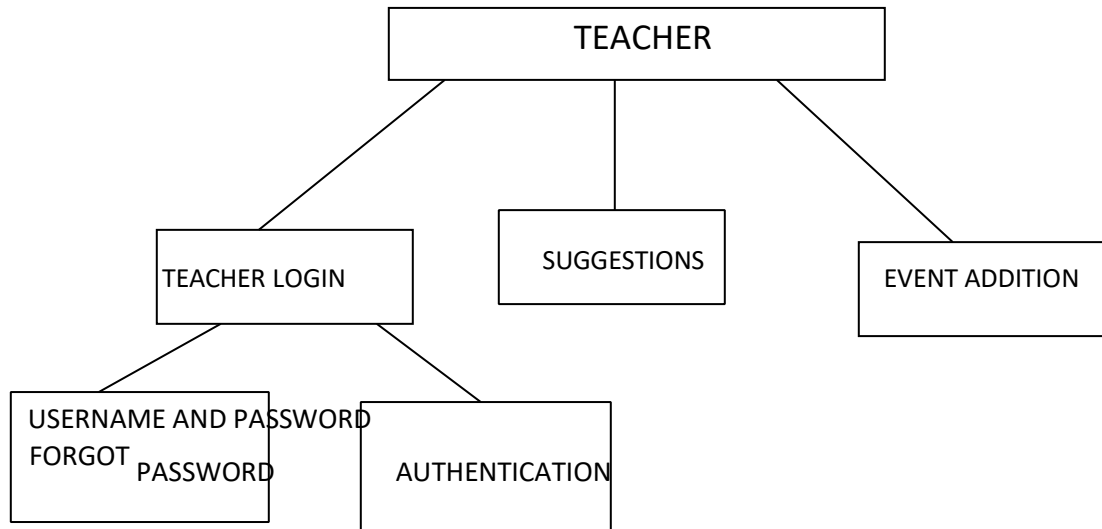 TEACHER
SUGGESTIONS
TEACHER LOGIN
EVENT ADDITION
USERNAME AND PASSWORD
FORGOT
PASSWORD
AUTHENTICATION